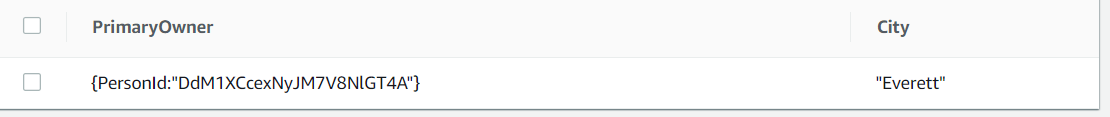 PrimaryOwner City
{PersonId:"DdM1XCcexNyJM7V8NlGT4A"} "Everett"